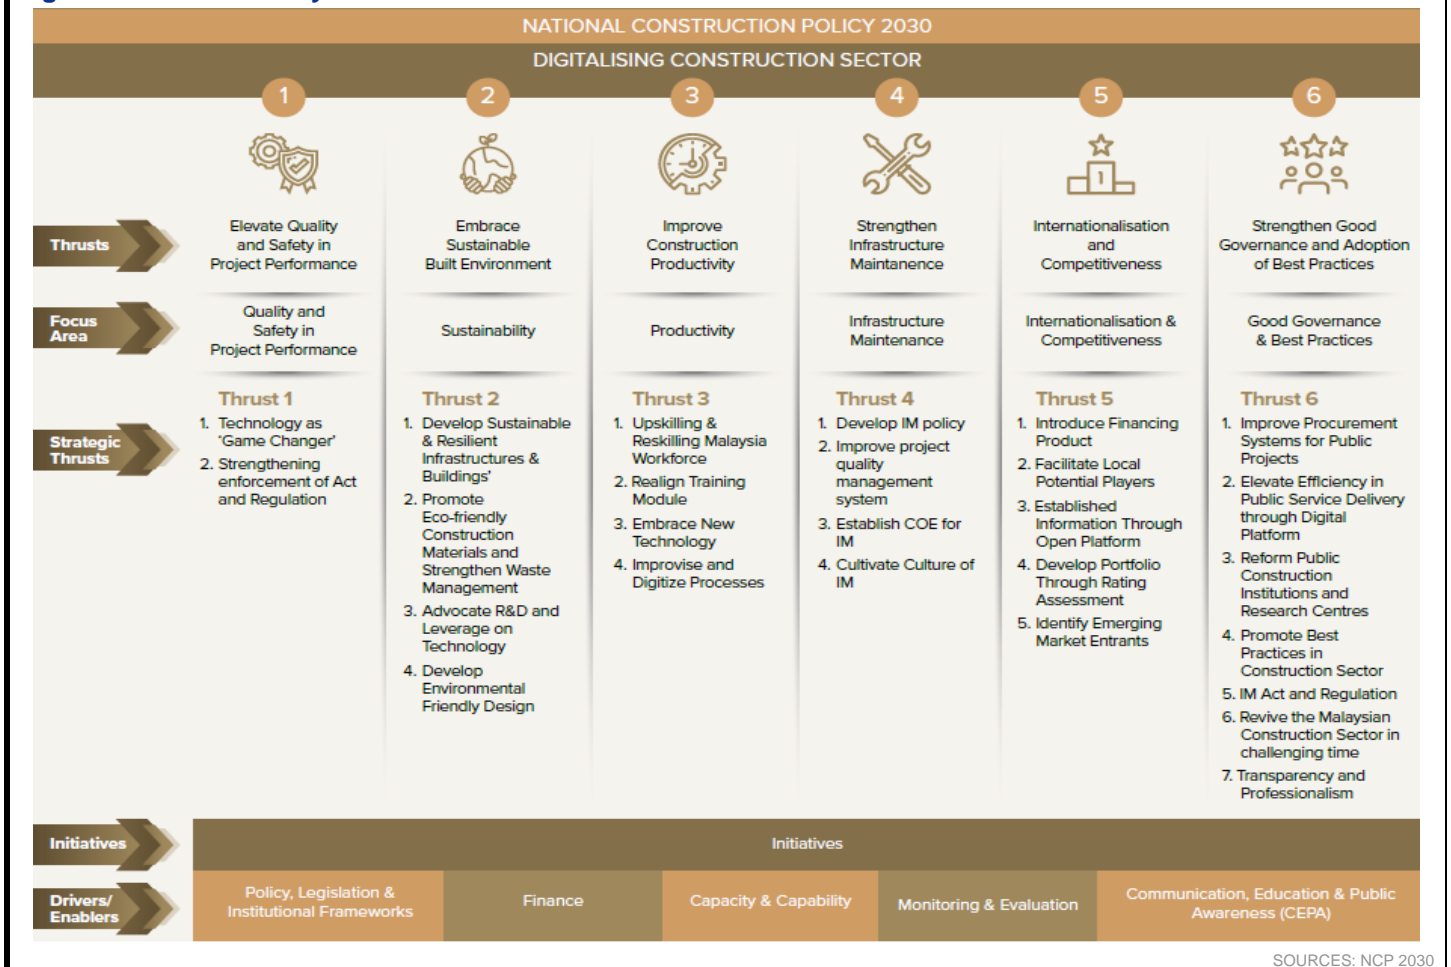 NATIONAL CONSTRUCTION POLICY 2030
DIGITALISING CONSTRUCTION SECTOR
1
2
3
4
5
6
1
Thrusts
Elevate Quality
and Safety in
Project Performance
Embrace
Sustainable
Built Environment
Improve
Construction
Productivity
Strengthen
Infrastructure
Maintanence
Internationalisation
and
Competitiveness
Strengthen Good
Governance and Adoption
of Best Practices
Focus
Area
Quality and
Safety in
Project Performance
Sustainability
Productivity
Infrastructure
Maintenance
Internationalisation &
Competitiveness
Good Governance
& Best Practices
Strategic
Thrusts
Thrust 1
1. Technology as
'Game Changer'
2. Strengthening
enforcement of Act
and Regulation
Thrust 2
1. Develop Sustainable
& Resilient
Infrastructures &
Buildings'
2. Promote
Eco-friendly
Construction
Materials and
Strengthen Waste
Management
3. Advocate R&D and
Leverage on
Technology
4. Develop
Environmental
Friendly Design
Thrust 3
1. Upskilling &
Reskilling Malaysia
Workforce
2. Realign Training
Module
3. Embrace New
Technology
4. Improvise and
Digitize Processes
Thrust 4
1. Develop IM policy
2. Improve project
quality
management
system
3. Establish COE for
IM
4. Cultivate Culture of
IM
Thrust 5
1. Introduce Financing
Product
2. Facilitate Local
Potential Players
3. Established
Information Through
Open Platform
4. Develop Portfolio
Through Rating
Assessment
5. Identify Emerging
Market Entrants
Thrust 6
1. Improve Procurement
Systems for Public
Projects
2. Elevate Efficiency in
Public Service Delivery
through Digital
Platform
3. Reform Public
Construction
Institutions and
Research Centres
4. Promote Best
Practices in
Construction Sector
5. IM Act and Regulation
6. Revive the Malaysian
Construction Sector in
challenging time
7. Transparency and
Professionalism
Initiatives
Initiatives
Drivers/
Enablers
Policy, Legislation &
Institutional Frameworks
Finance
Capacity & Capability
Monitoring & Evaluation
Communication, Education & Public
Awareness (CEPA)
SOURCES: NCP 2030